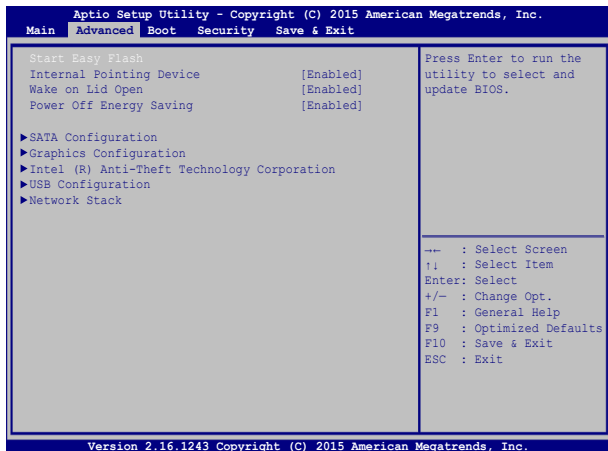 Aptio Setup Utility - Copyright (C) 2015 American Megatrends, Inc.
Main Advanced Boot Security Save & Exit
Start Easy Flash
Internal Pointing Device [Enabled]
Wake on Lid Open [Enabled]
Power Off Energy Saving [Enabled]
▶SATA Configuration
▶Graphics Configuration
▶Intel (R) Anti-Theft Technology Corporation
▶USB Configuration
▶Network Stack
Press Enter to run the
utility to select and
update BIOS.
→← : Select Screen
↑↓ : Select Item
Enter: Select
+/— : Change Opt.
F1 : General Help
F9 : Optimized Defaults
F10 : Save & Exit
ESC : Exit
Version 2.16.1243 Copyright (C) 2015 American Megatrends, Inc.